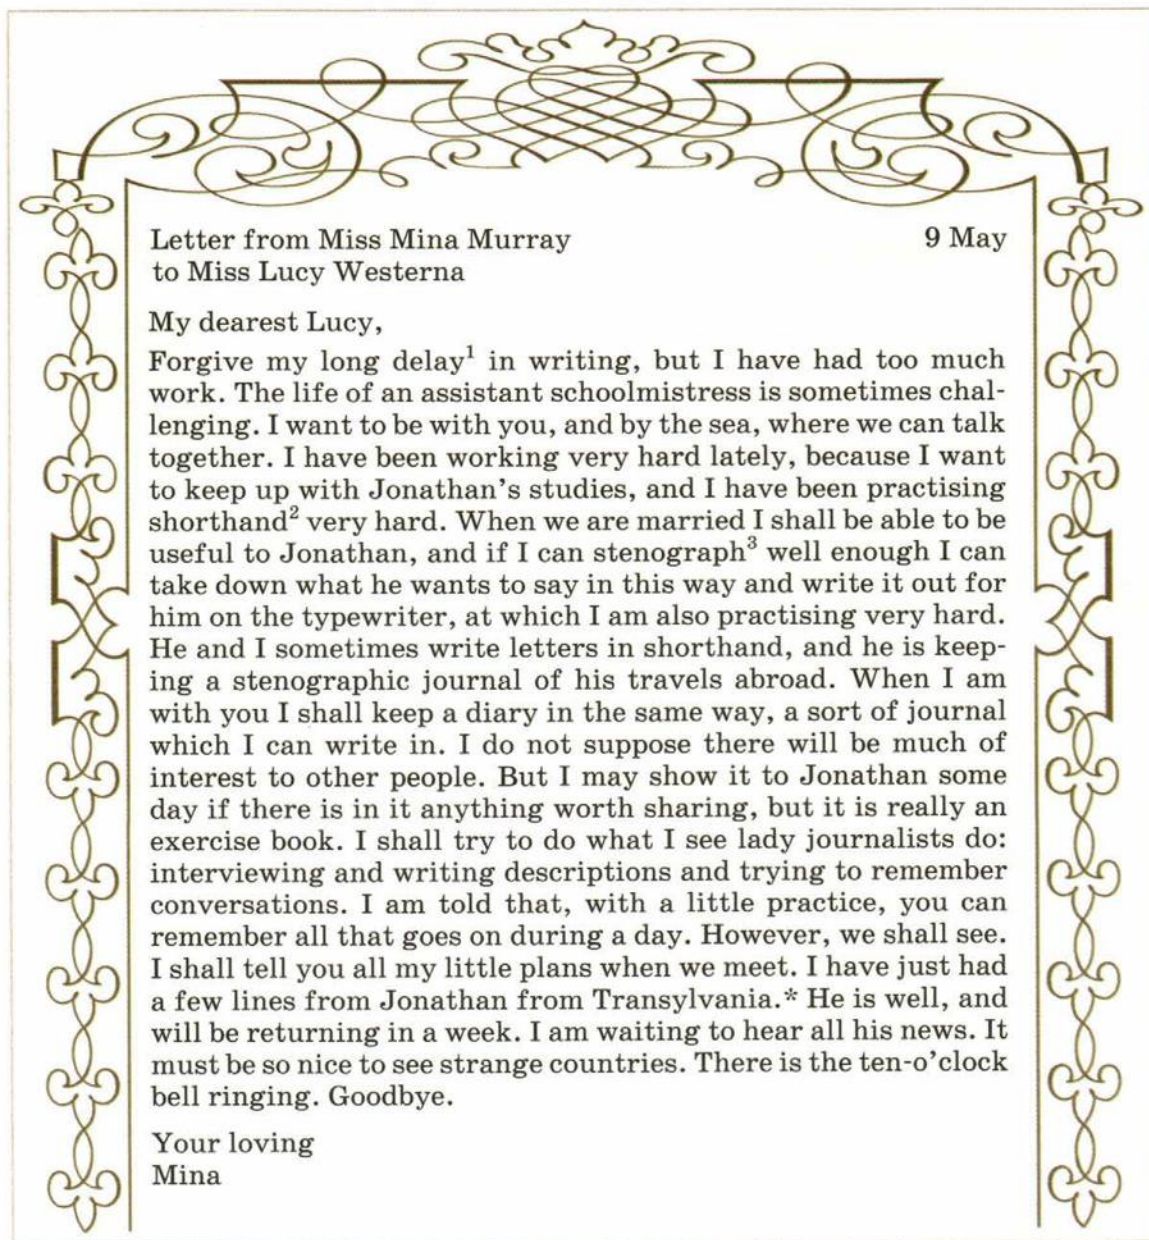 Letter from Miss Mina Murray 9 May
to Miss Lucy Westerna
My dearest Lucy,
Forgive my long delay¹ in writing, but I have had too much
work. The life of an assistant schoolmistress is sometimes chal-
lenging. I want to be with you, and by the sea, where we can talk
together. I have been working very hard lately, because I want
to keep up with Jonathan's studies, and I have been practising
shorthand² very hard. When we are married I shall be able to be
useful to Jonathan, and if I can stenograph³ well enough I can
take down what he wants to say in this way and write it out for
him on the typewriter, at which I am also practising very hard.
He and I sometimes write letters in shorthand, and he is keep-
ing a stenographic journal of his travels abroad. When I am
with you I shall keep a diary in the same way, a sort of journal
which I can write in. I do not suppose there will be much of
interest to other people. But I may show it to Jonathan some
day if there is in it anything worth sharing, but it is really an
exercise book. I shall try to do what I see lady journalists do:
interviewing and writing descriptions and trying to remember
conversations. I am told that, with a little practice, you can
remember all that goes on during a day. However, we shall see.
I shall tell you all my little plans when we meet. I have just had
a few lines from Jonathan from Transylvania.* He is well, and
will be returning in a week. I am waiting to hear all his news. It
must be so nice to see strange countries. There is the ten-o'clock
bell ringing. Goodbye.
Your loving
Mina